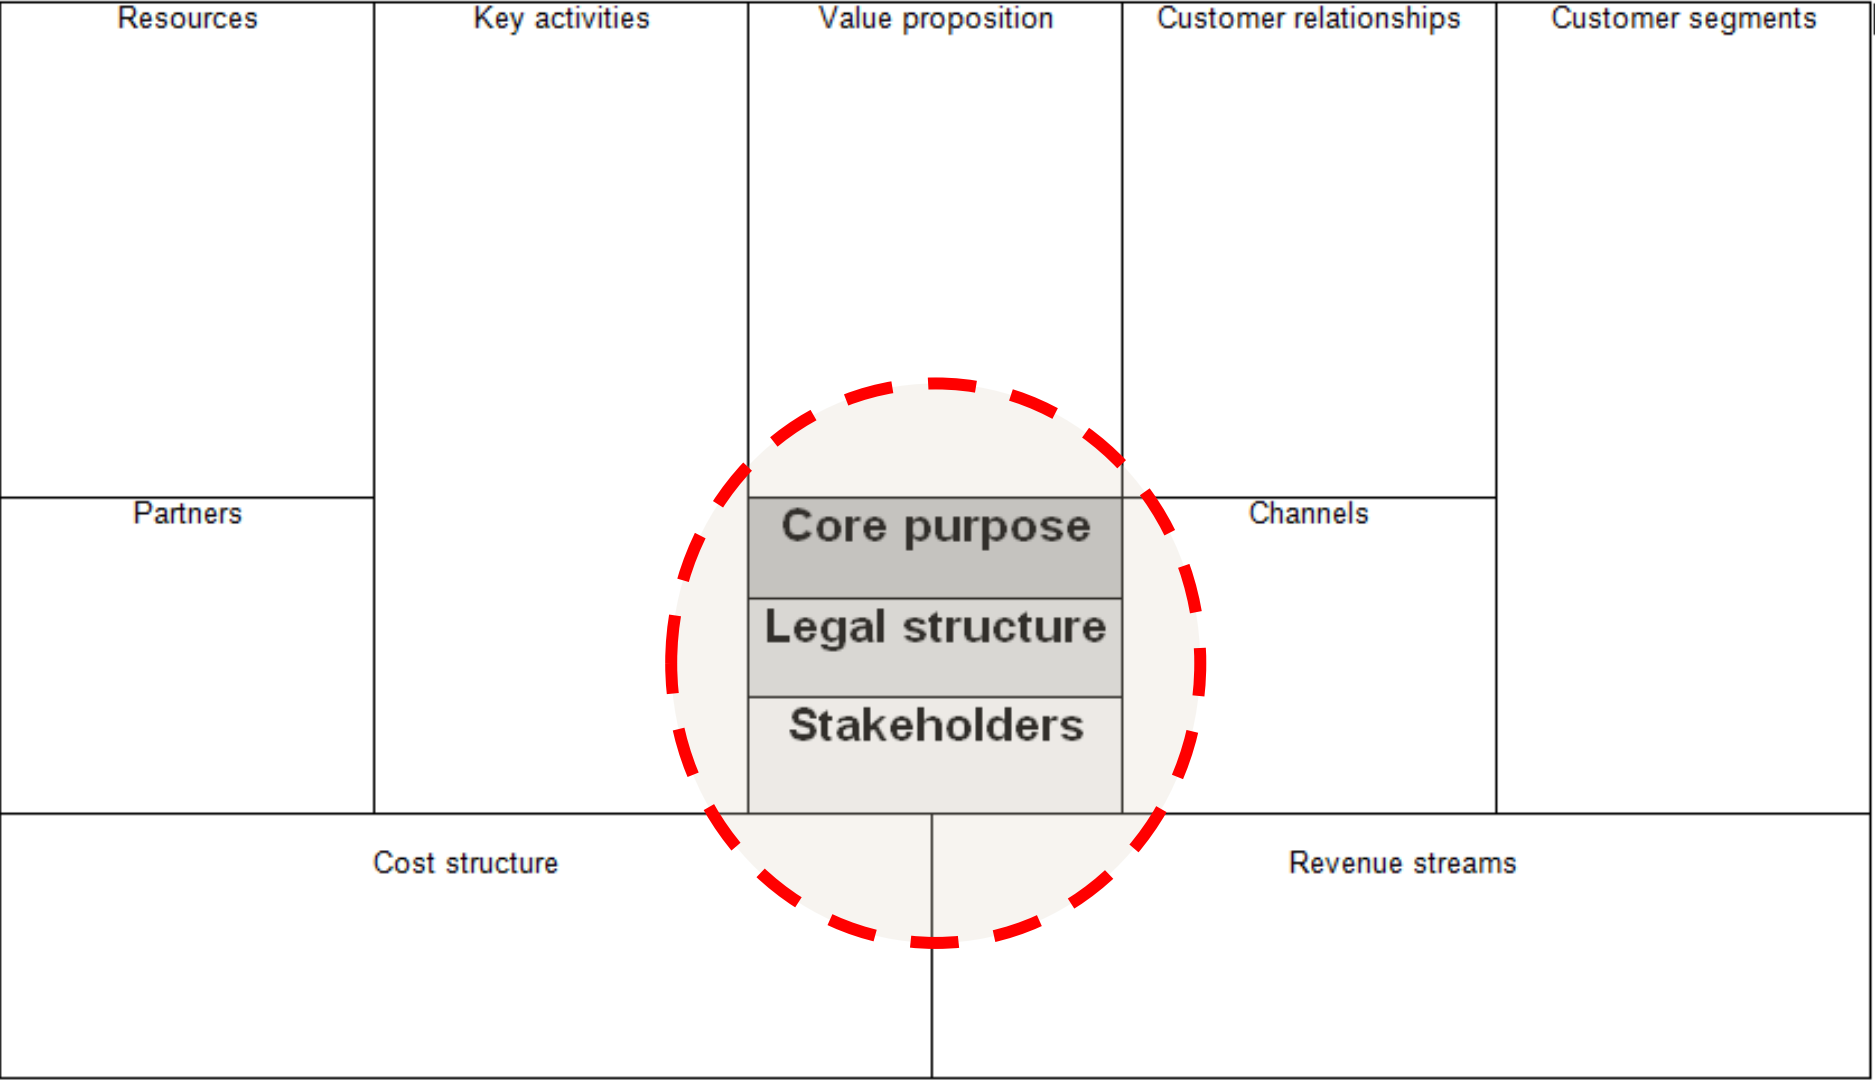 Resources
Key activities
Value proposition
Customer relationships
Customer segments
Partners
Core purpose
Channels
Legal structure
Stakeholders
Cost structure
Revenue streams